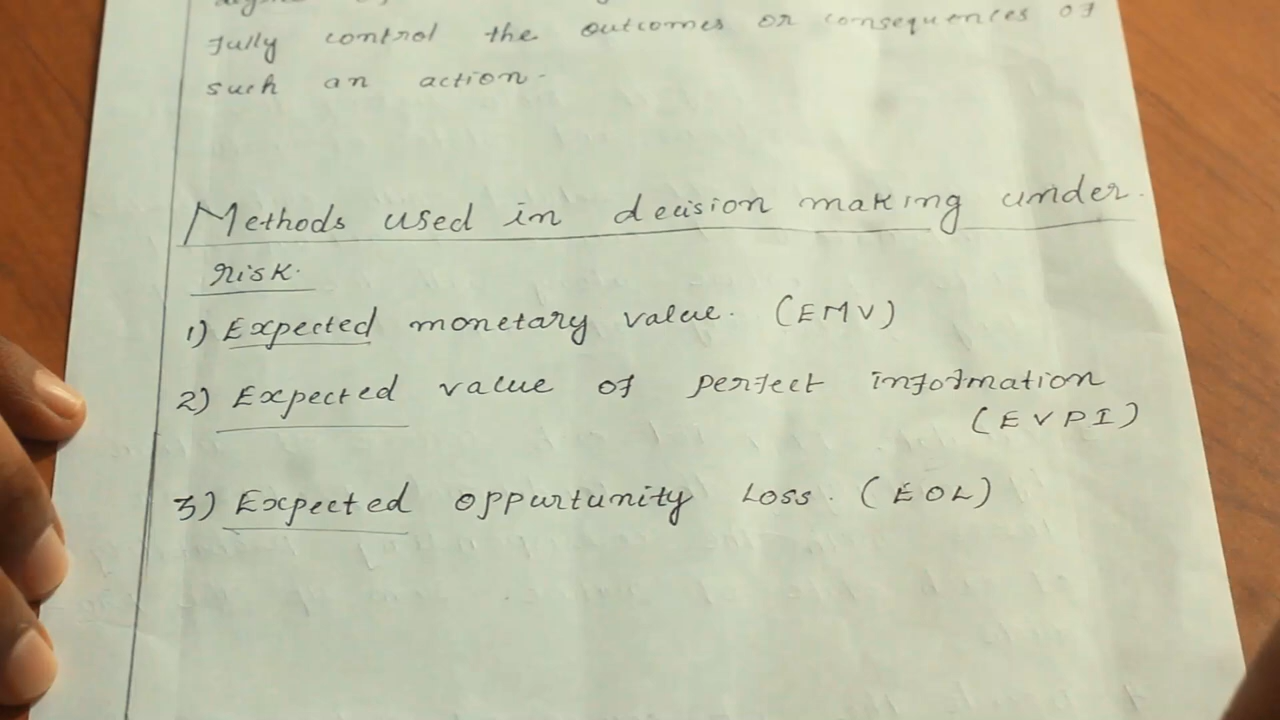 fully control the outcomes or consequences of
such an action.
Methods used in decision making under.
risk.
1) Expected monetary value. (EMV)
2) Expected value of perfect information
(EVPI)
3) Expected oppurtunity Loss. (EOL)